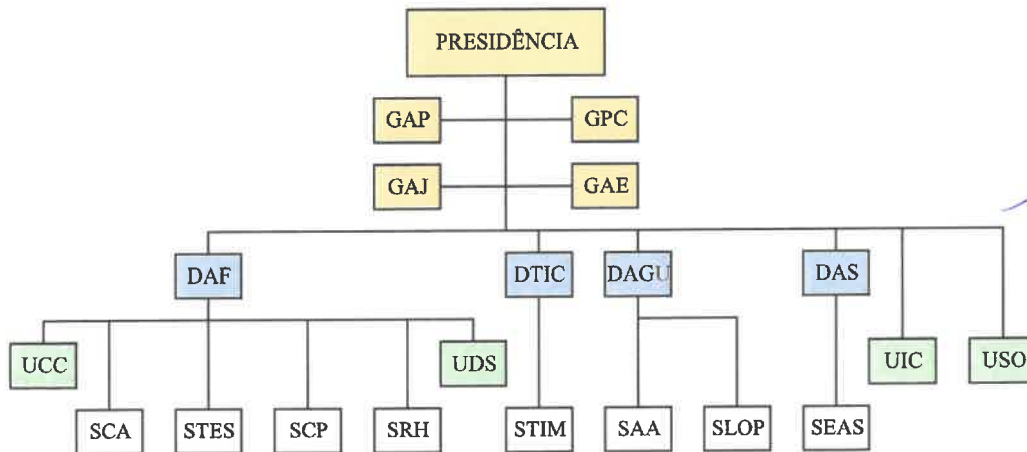 PRESIDÊNCIA
GAP
GPC
GAJ
GAE
DAF
DTIC
DAGU
DAS
UCC
UDS
UIC
USO
SCA
STES
SCP
SRH
STIM
SAA
SLOP
SEAS